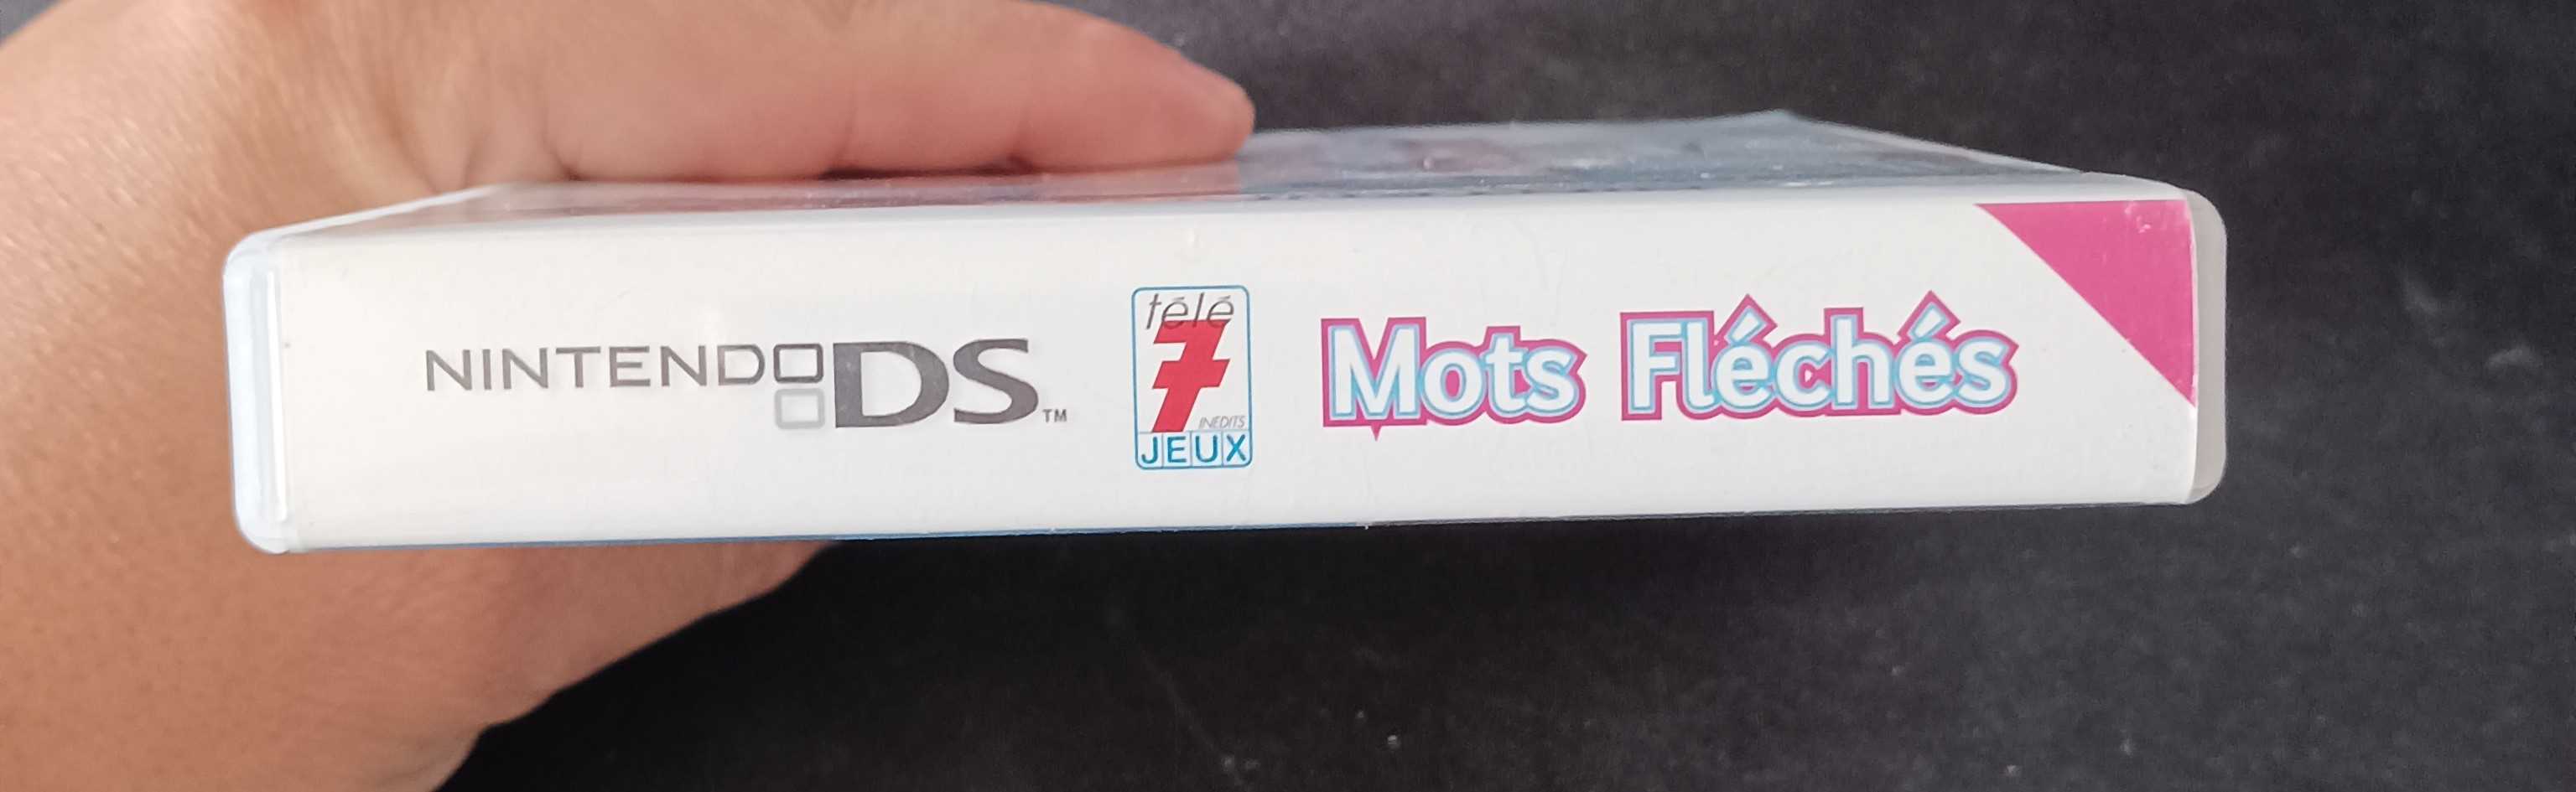 NINTENDO DS™
télé
7
INÉDITS
JEUX
Mots Fléchés